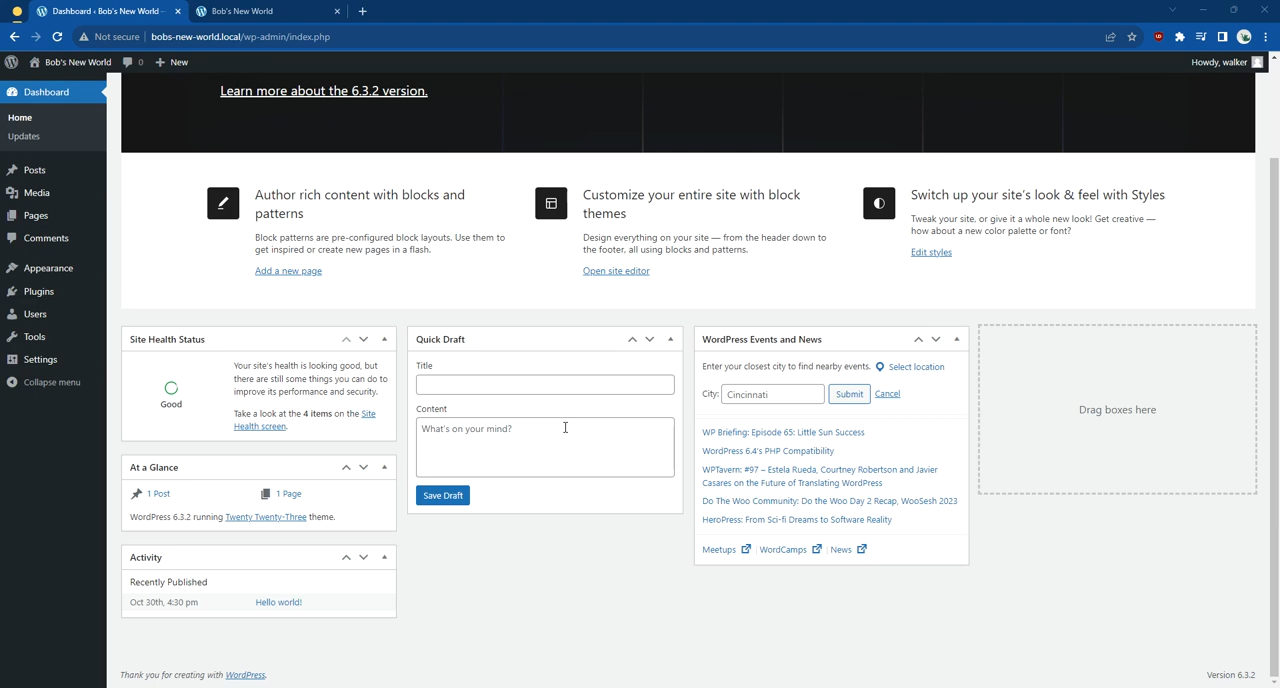 Dashboard ‹ Bob's New World –
Bob's New World
Not secure
bobs-new-world.local/wp-admin/index.php
Bob's New World
0
New
Howdy, walker
Dashboard
Home
Updates
Posts
Media
Pages
Comments
Appearance
Plugins
Users
Tools
Settings
Collapse menu
Learn more about the 6.3.2 version.
Author rich content with blocks and
patterns
Block patterns are pre-configured block layouts. Use them to
get inspired or create new pages in a flash.
Add a new page
Customize your entire site with block
themes
Design everything on your site — from the header down to
the footer, all using blocks and patterns.
Open site editor
Switch up your site's look & feel with Styles
Tweak your site, or give it a whole new look! Get creative —
how about a new color palette or font?
Edit styles
Site Health Status
Good
Your site's health is looking good, but
there are still some things you can do to
improve its performance and security.
Take a look at the 4 items on the Site
Health screen.
At a Glance
1 Post
1 Page
WordPress 6.3.2 running Twenty Twenty-Three theme.
Activity
Recently Published
Oct 30th, 4:30 pm
Hello world!
Quick Draft
Title
Content
What's on your mind?
Save Draft
WordPress Events and News
Enter your closest city to find nearby events.
Select location
City:
Cincinnati
Submit
Cancel
WP Briefing: Episode 65: Little Sun Success
WordPress 6.4's PHP Compatibility
WPTavern: #97 – Estela Rueda, Courtney Robertson and Javier
Casares on the Future of Translating WordPress
Do The Woo Community: Do the Woo Day 2 Recap, WooSesh 2023
HeroPress: From Sci-fi Dreams to Software Reality
Meetups
WordCamps
News
Drag boxes here
Thank you for creating with WordPress.
Version 6.3.2